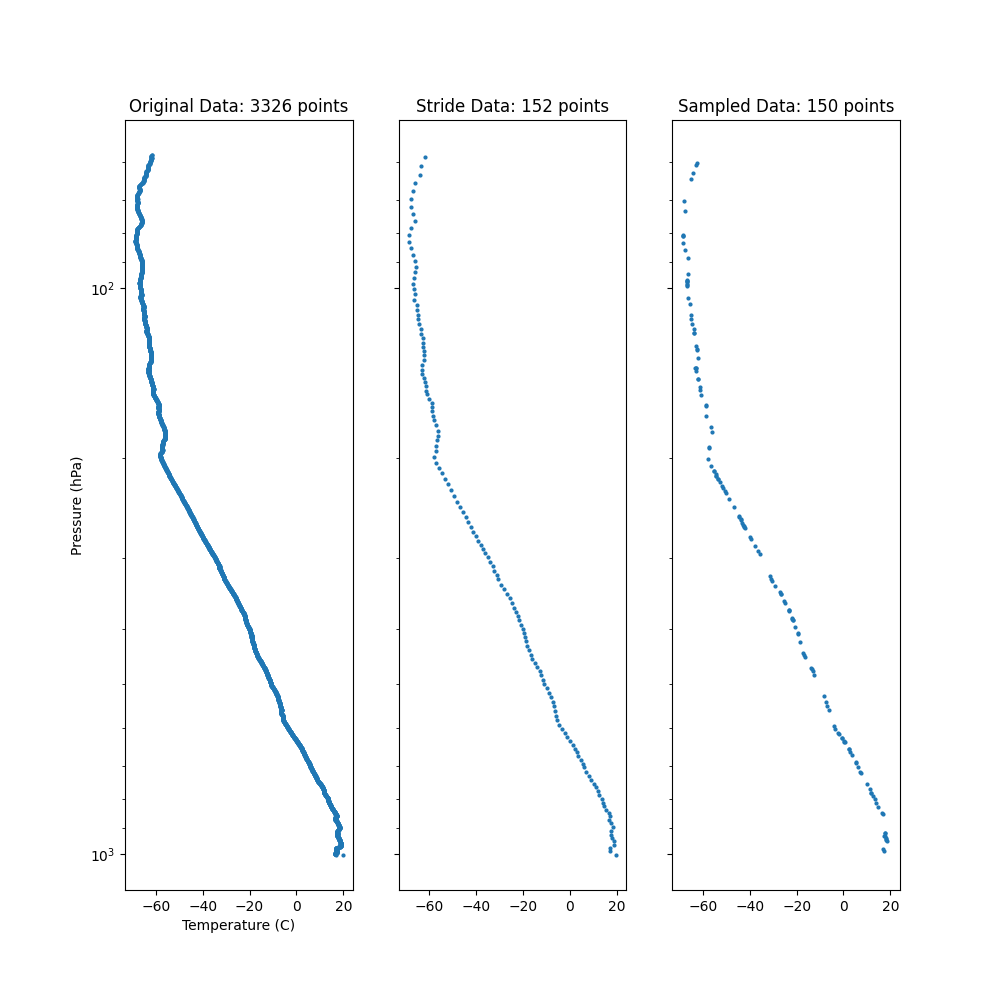 Original Data: 3326 points
Stride Data: 152 points
Sampled Data: 150 points
Pressure (hPa)
10²
10³
−60 −40 −20 0 20
−60 −40 −20 0 20
−60 −40 −20 0 20
Temperature (C)